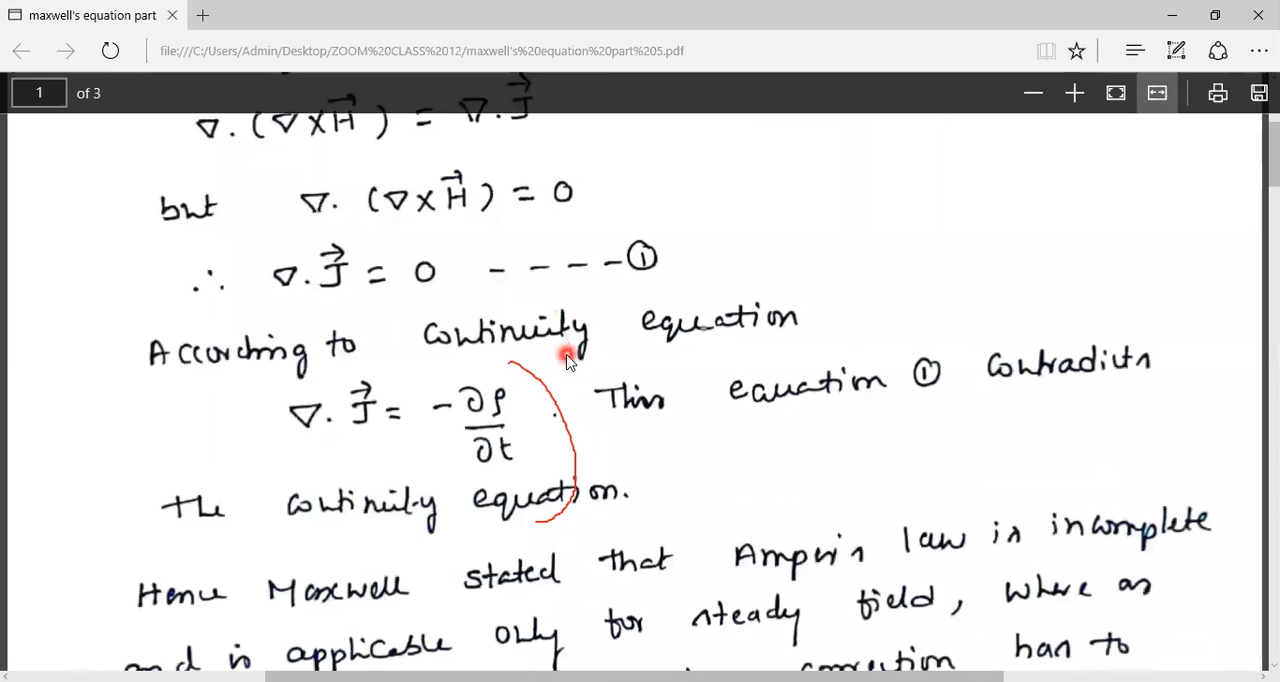 maxwell's equation part
file:///C:/Users/Admin/Desktop/ZOOM%20CLASS%2012/maxwell's%20equation%20part%205.pdf
1 of 3
∇.(∇×H⃗) = ∇.J⃗
but ∇.(∇×H⃗) = 0
∴ ∇.J⃗ = 0 - - - - ①
According to continuity equation
∇.J⃗ = -∂ρ/∂t . This equation ① contradicts
the continuity equation.
Hence Maxwell stated that Amper's law is incomplete
and is applicable only for steady field, where as
correction has to